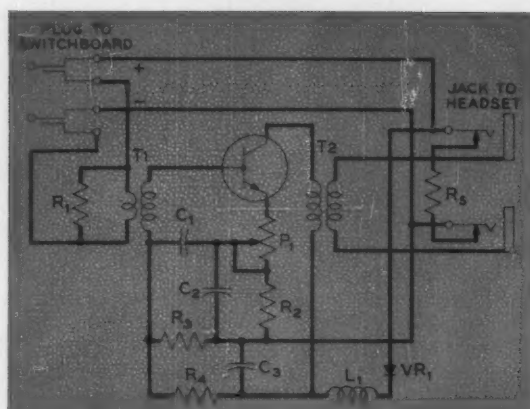 PLUG TO
SWITCHBOARD
+
−
JACK TO
HEADSET
T1
T2
R1
C1
P1
R5
C2
R2
R3
C3
R4
L1
VR1